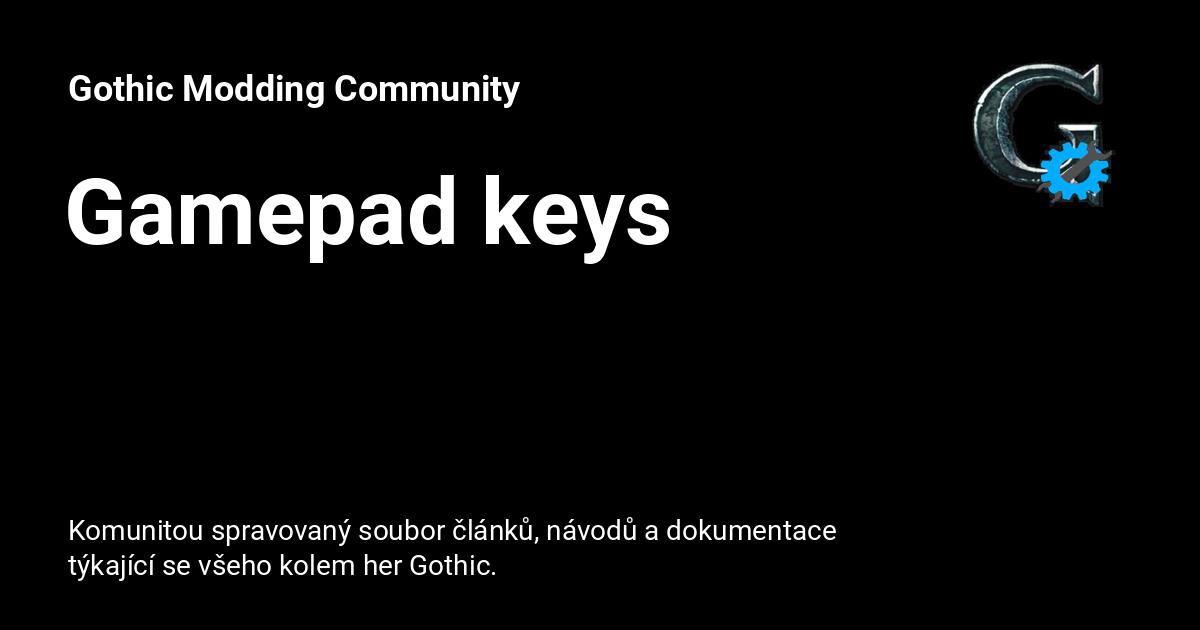 Gothic Modding Community
Gamepad keys
Komunitou spravovaný soubor článků, návodů a dokumentace
týkající se všeho kolem her Gothic.